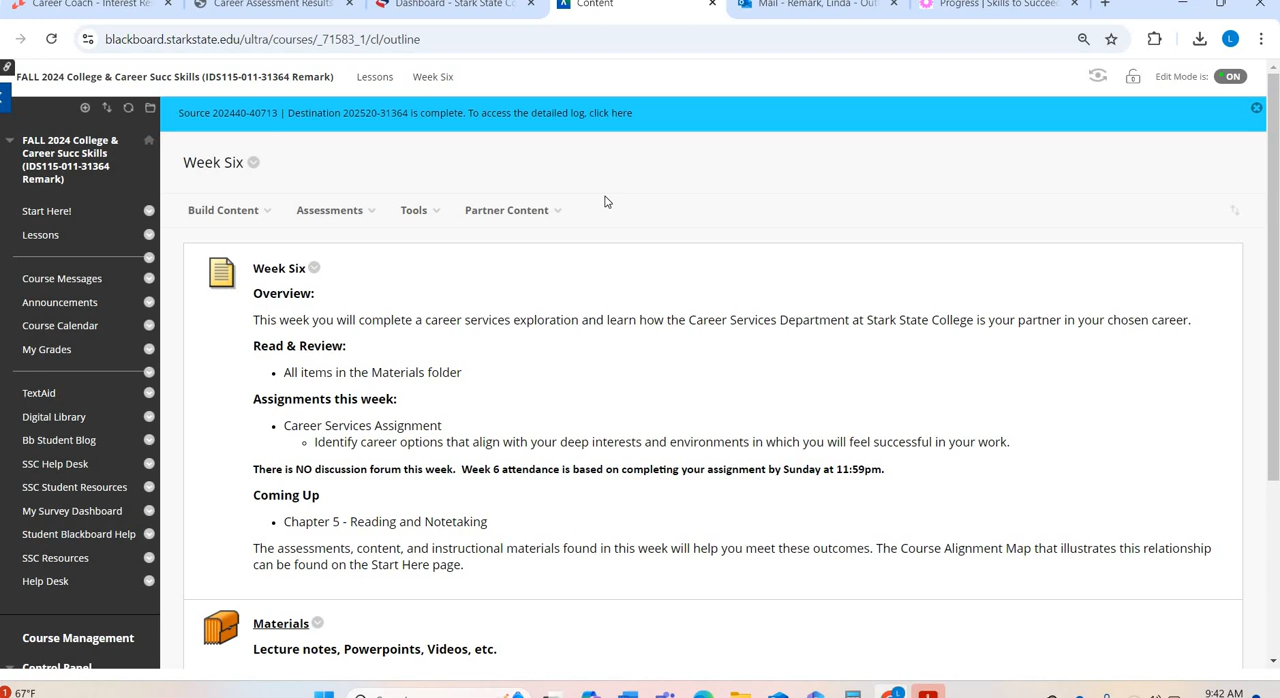 Career Coach - Interest Re
Career Assessment Results
Dashboard - Stark State Co
Content
Mail - Remark, Linda - Out
Progress | Skills to Succeed
blackboard.starkstate.edu/ultra/courses/_71583_1/cl/outline
L
FALL 2024 College & Career Succ Skills (IDS115-011-31364 Remark)
Lessons
Week Six
Edit Mode is:
ON
Source 202440-40713 | Destination 202520-31364 is complete. To access the detailed log, click here
FALL 2024 College &
Career Succ Skills
(IDS115-011-31364
Remark)
Start Here!
Lessons
Course Messages
Announcements
Course Calendar
My Grades
TextAid
Digital Library
Bb Student Blog
SSC Help Desk
SSC Student Resources
My Survey Dashboard
Student Blackboard Help
SSC Resources
Help Desk
Course Management
Control Panel
Week Six
Build Content
Assessments
Tools
Partner Content
Week Six
Overview:
This week you will complete a career services exploration and learn how the Career Services Department at Stark State College is your partner in your chosen career.
Read & Review:
• All items in the Materials folder
Assignments this week:
• Career Services Assignment
◦ Identify career options that align with your deep interests and environments in which you will feel successful in your work.
There is NO discussion forum this week. Week 6 attendance is based on completing your assignment by Sunday at 11:59pm.
Coming Up
• Chapter 5 - Reading and Notetaking
The assessments, content, and instructional materials found in this week will help you meet these outcomes. The Course Alignment Map that illustrates this relationship
can be found on the Start Here page.
Materials
Lecture notes, Powerpoints, Videos, etc.
1
67°F
L
9:42 AM